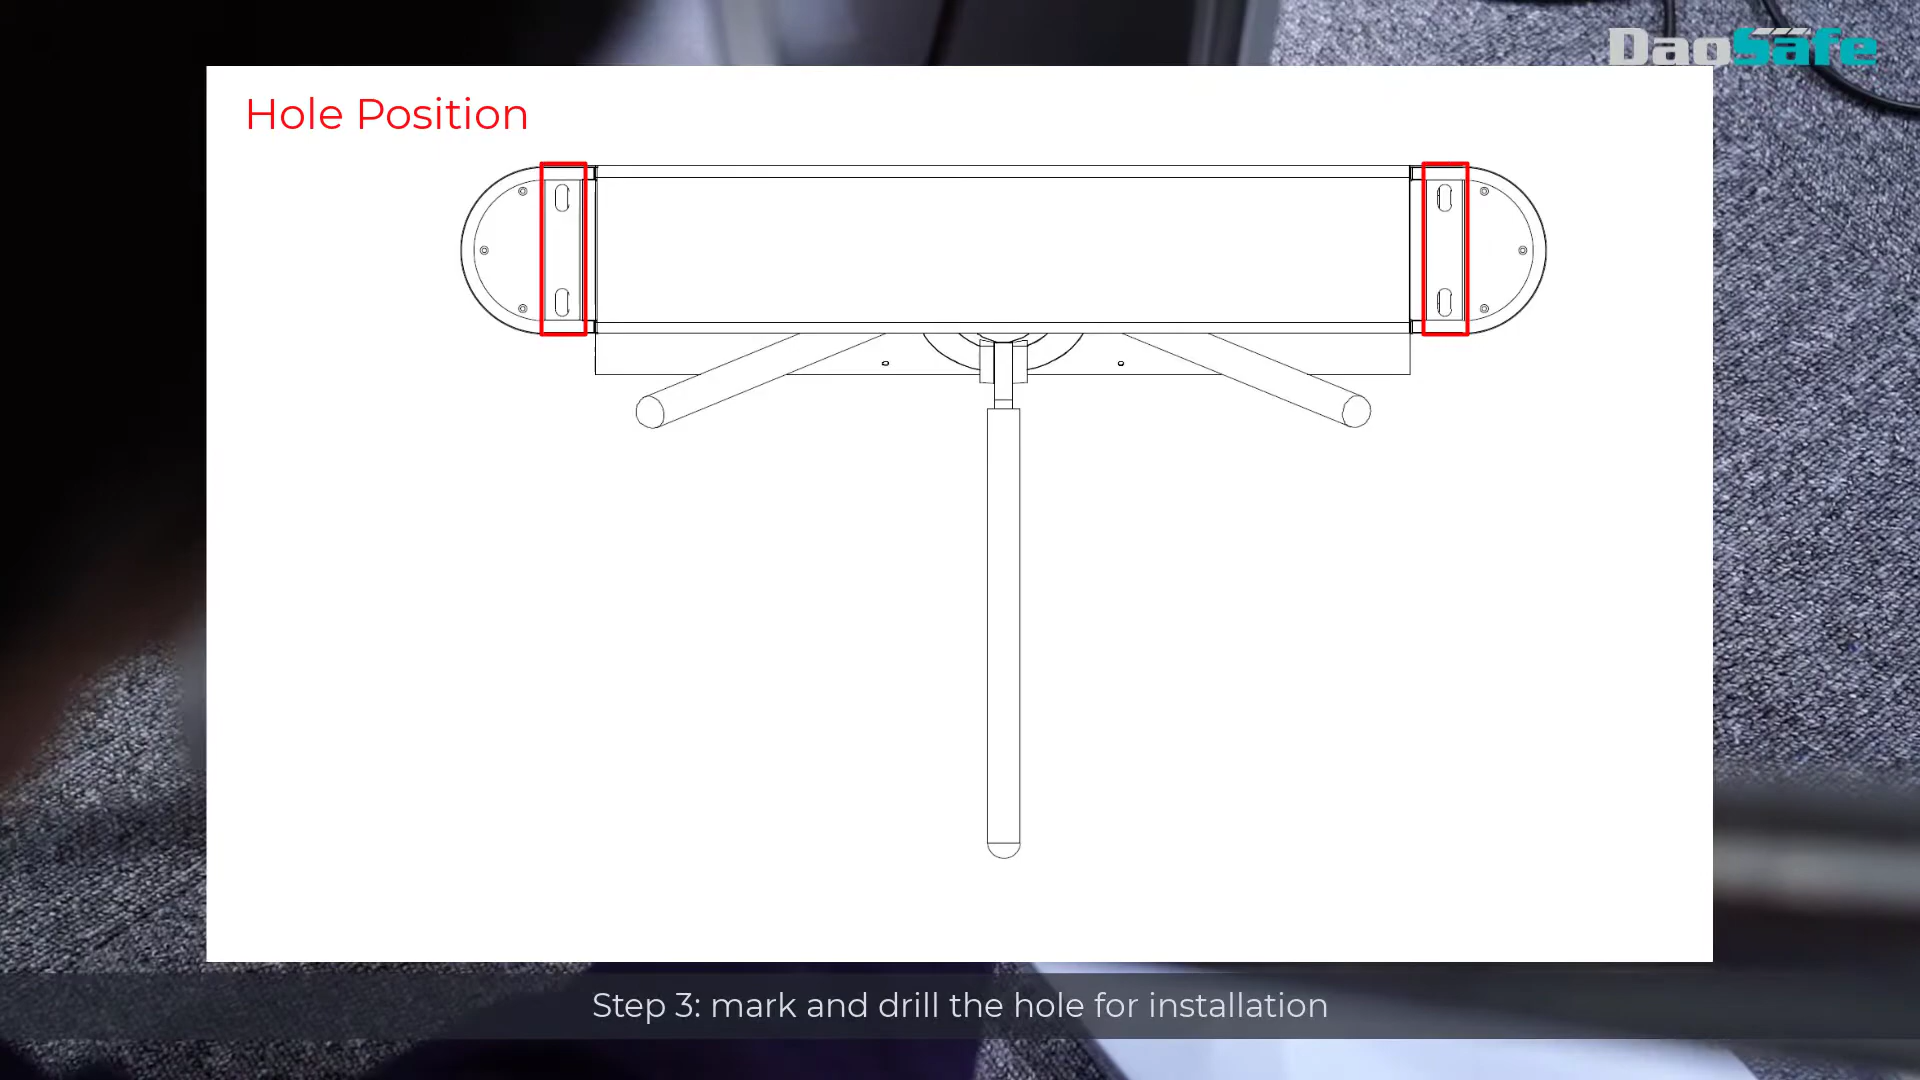 DaoSafe
Hole Position
Step 3: mark and drill the hole for installation